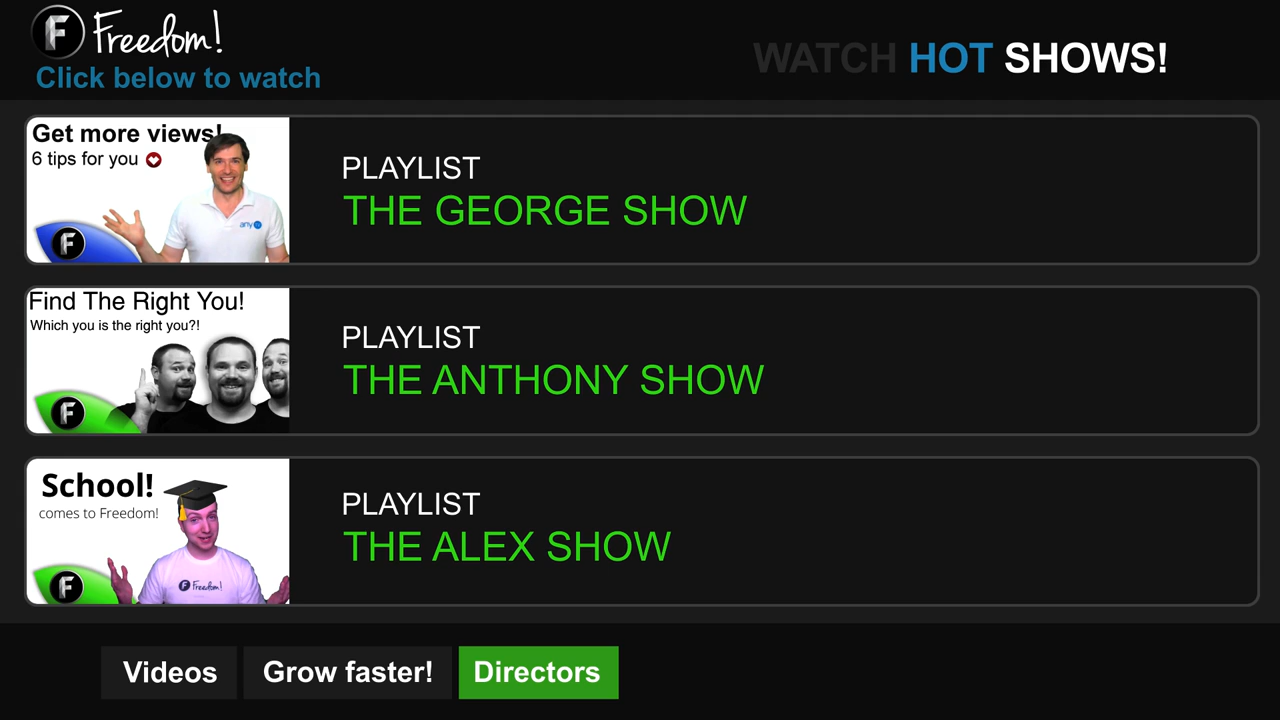 F Freedom!
Click below to watch
WATCH HOT SHOWS!
Get more views!
6 tips for you
any
F
PLAYLIST
THE GEORGE SHOW
Find The Right You!
Which you is the right you?!
F
PLAYLIST
THE ANTHONY SHOW
School!
comes to Freedom!
F Freedom!
F
PLAYLIST
THE ALEX SHOW
Videos
Grow faster!
Directors